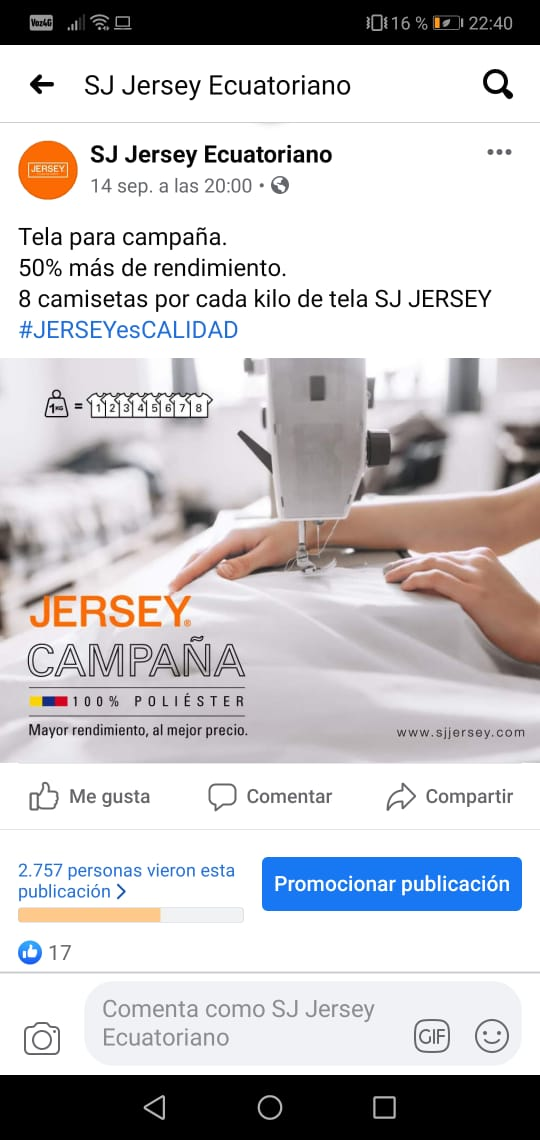 Voz4G
16 %
22:40
SJ Jersey Ecuatoriano
JERSEY
SJ Jersey Ecuatoriano
14 sep. a las 20:00 •
Tela para campaña.
50% más de rendimiento.
8 camisetas por cada kilo de tela SJ JERSEY
#JERSEYesCALIDAD
1KG = 1 2 3 4 5 6 7 8
JERSEY®
CAMPAÑA
100% POLIÉSTER
Mayor rendimiento, al mejor precio.
www.sjjersey.com
Me gusta
Comentar
Compartir
2.757 personas vieron esta
publicación
Promocionar publicación
17
Comenta como SJ Jersey
Ecuatoriano
GIF